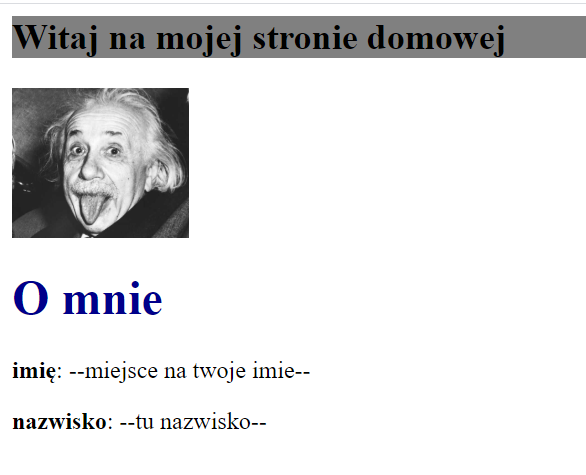 Witaj na mojej stronie domowej
O mnie
imię: --miejsce na twoje imie--
nazwisko: --tu nazwisko--